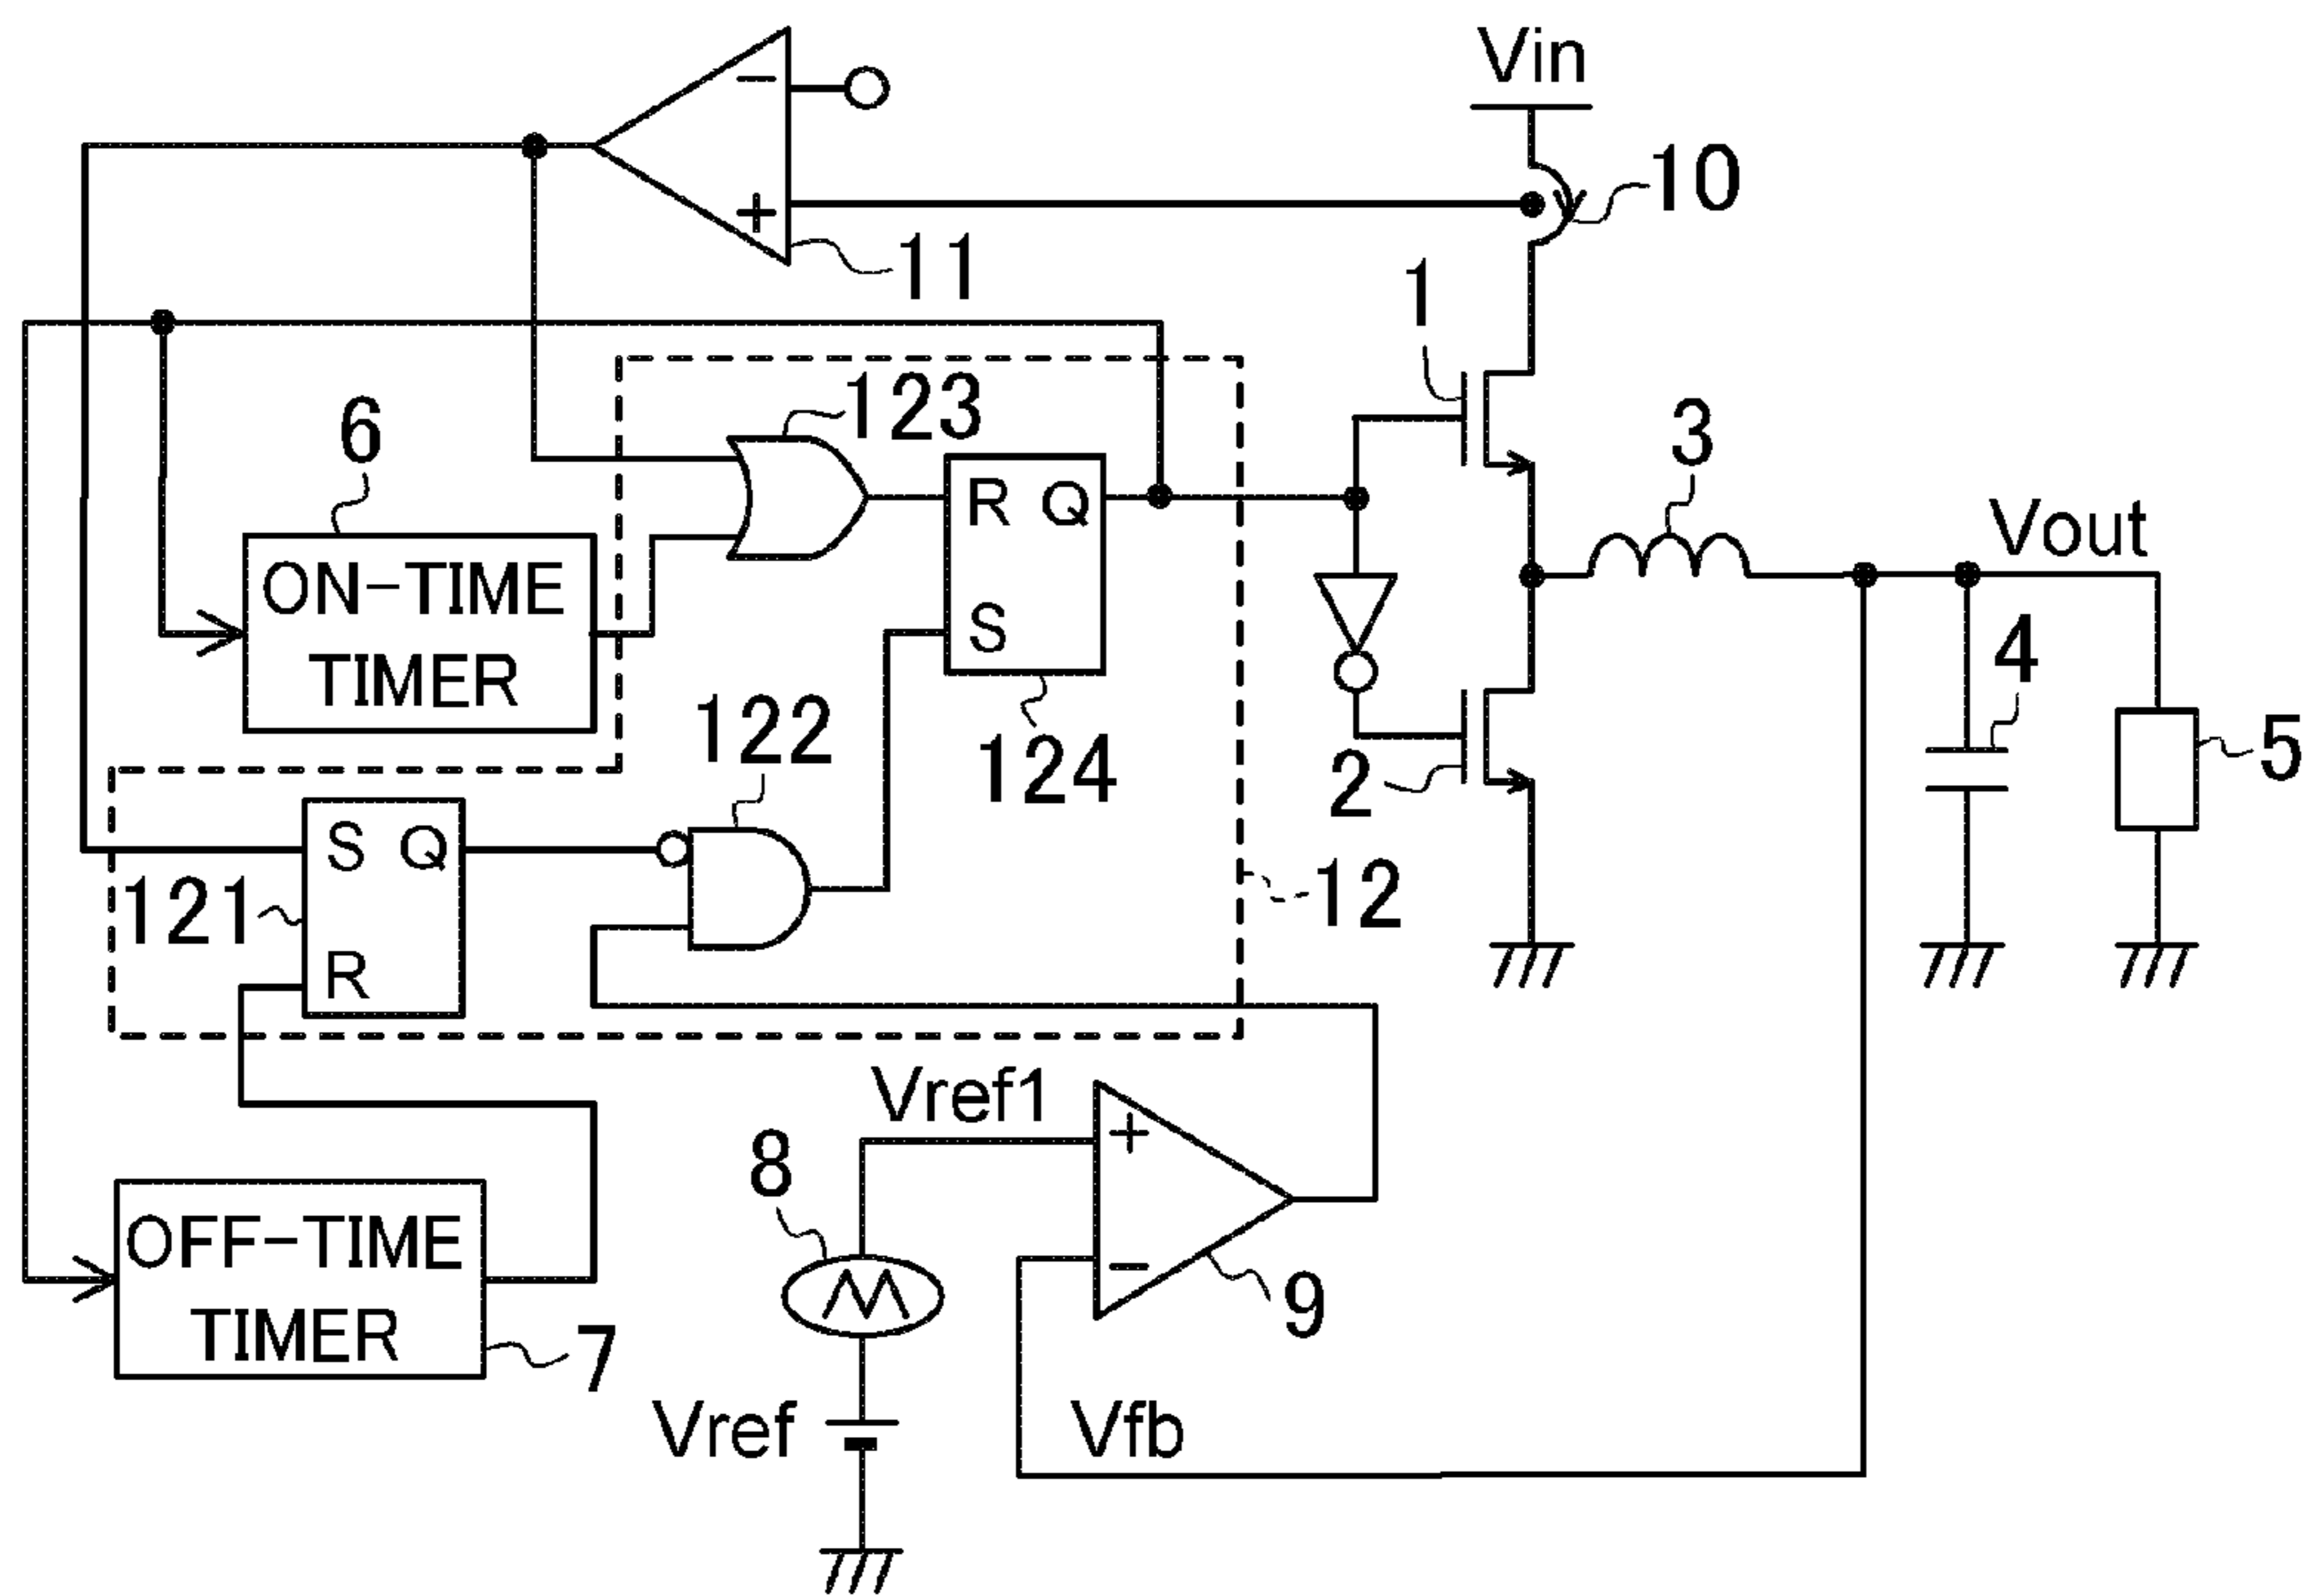 Vin
−
10
+
11
1
123
6
3
R Q
Vout
ON-TIME
TIMER
S
4
122
124
2
5
S Q
121
12
R
Vref1
+
8
OFF-TIME
TIMER
−
9
7
Vref
Vfb